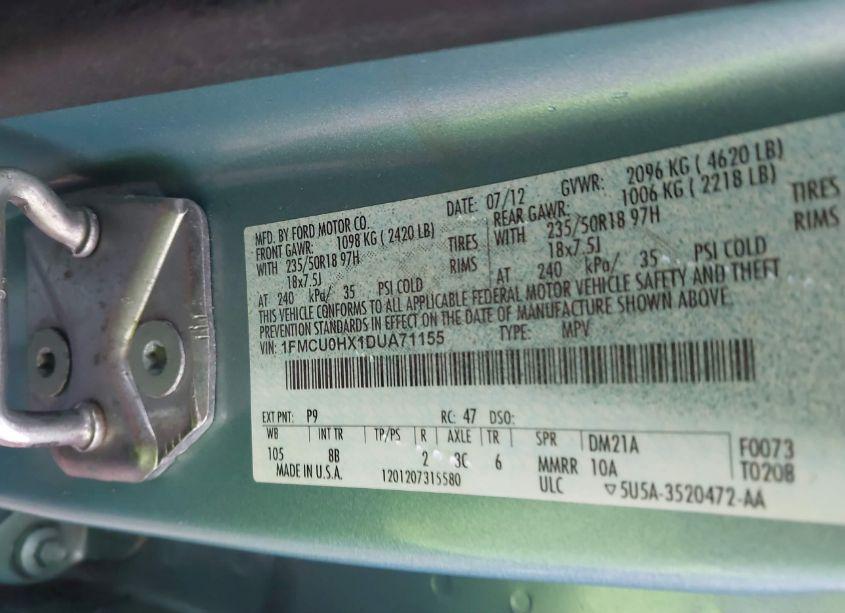 MFD. BY FORD MOTOR CO. DATE: 07/12 GVWR: 2096 KG ( 4620 LB)
FRONT GAWR: 1098 KG ( 2420 LB) REAR GAWR: 1006 KG ( 2218 LB)
WITH 235/50R18 97H TIRES WITH 235/50R18 97H TIRES
18x7.5J RIMS 18x7.5J RIMS
AT 240 kPa/ 35 PSI COLD AT 240 kPa/ 35 PSI COLD
THIS VEHICLE CONFORMS TO ALL APPLICABLE FEDERAL MOTOR VEHICLE SAFETY AND THEFT
PREVENTION STANDARDS IN EFFECT ON THE DATE OF MANUFACTURE SHOWN ABOVE.
VIN: 1FMCU0HX1DUA71155 TYPE: MPV
EXT PNT: P9 RC: 47 DSO:
WB INT TR TP/PS R AXLE TR SPR DM21A F0073
105 8B 2 3C 6 MMRR 10A T0208
MADE IN U.S.A. 1201207315580 ULC ▽5U5A-3520472-AA